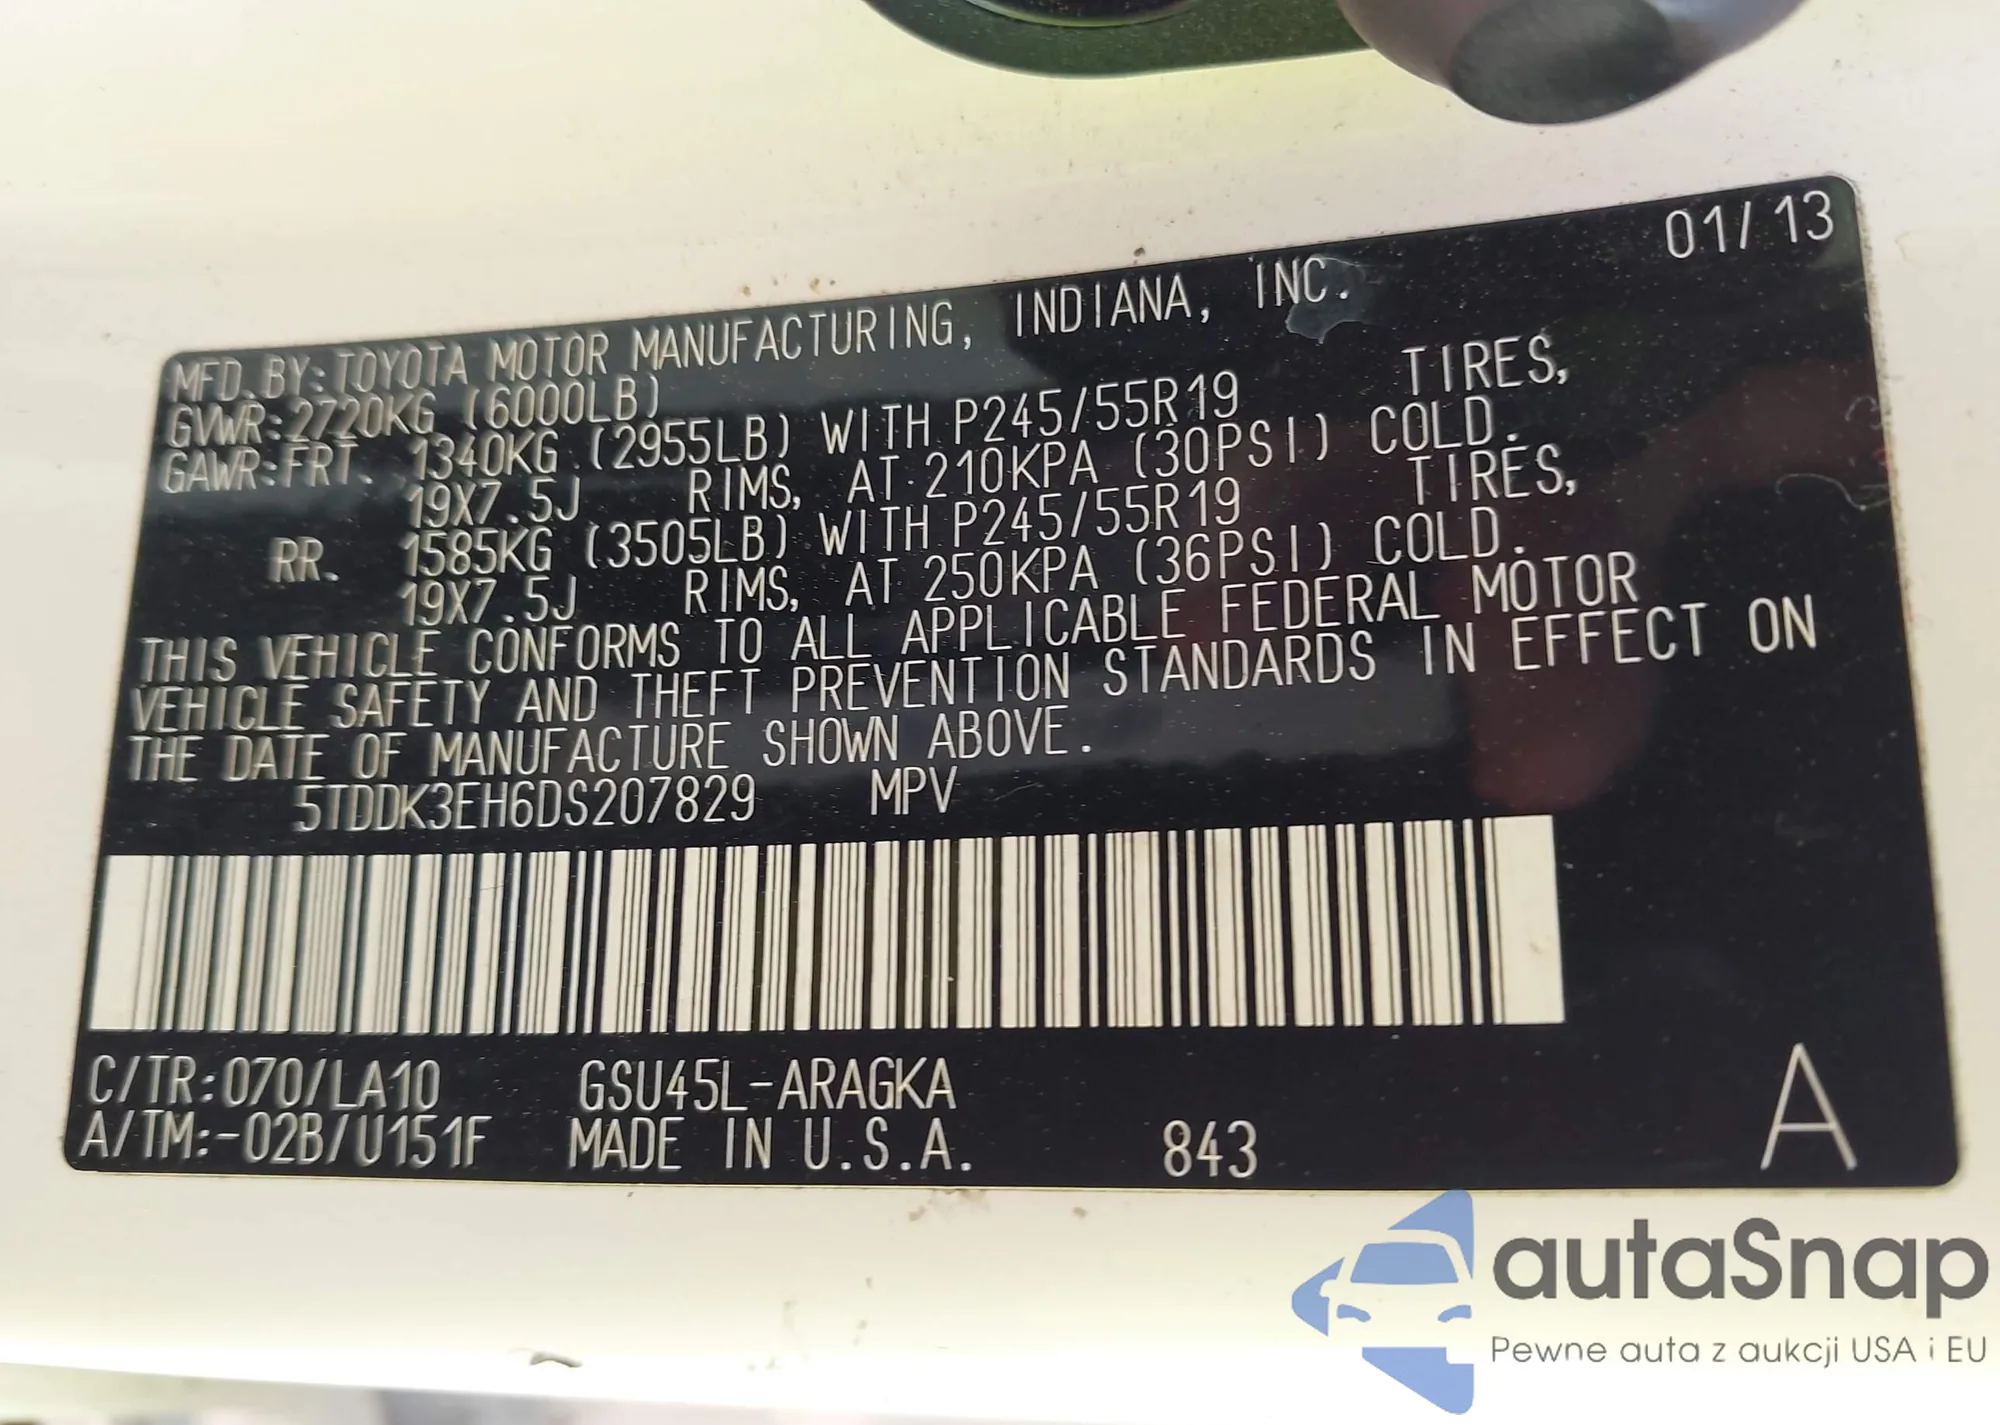 01/13
MFD.BY:TOYOTA MOTOR MANUFACTURING, INDIANA, INC.
GVWR:2720KG (6000LB)
GAWR:FRT. 1340KG (2955LB) WITH P245/55R19 TIRES,
19X7.5J RIMS, AT 210KPA (30PSI) COLD.
RR. 1585KG (3505LB) WITH P245/55R19 TIRES,
19X7.5J RIMS, AT 250KPA (36PSI) COLD.
THIS VEHICLE CONFORMS TO ALL APPLICABLE FEDERAL MOTOR
VEHICLE SAFETY AND THEFT PREVENTION STANDARDS IN EFFECT ON
THE DATE OF MANUFACTURE SHOWN ABOVE.
5TDDK3EH6DS207829 MPV
C/TR:070/LA10 GSU45L-ARAGKA
A/TM:-02B/U151F MADE IN U.S.A. 843 A
autaSnap
Pewne auta z aukcji USA i EU